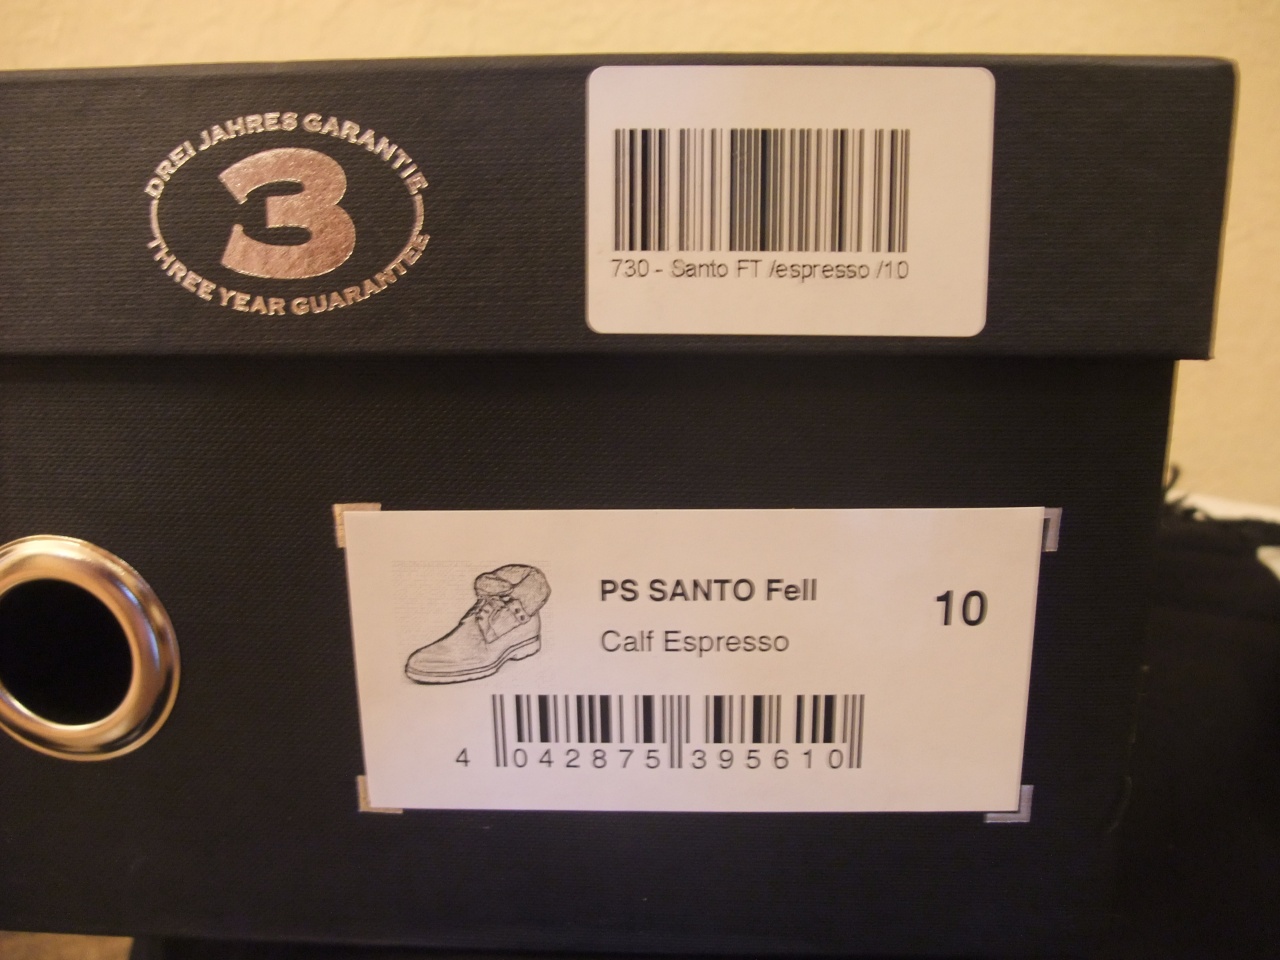 DREI JAHRES GARANTIE
3
THREE YEAR GUARANTEE
730 - Santo FT /espresso /10
PS SANTO Fell
10
Calf Espresso
4 042875 395610